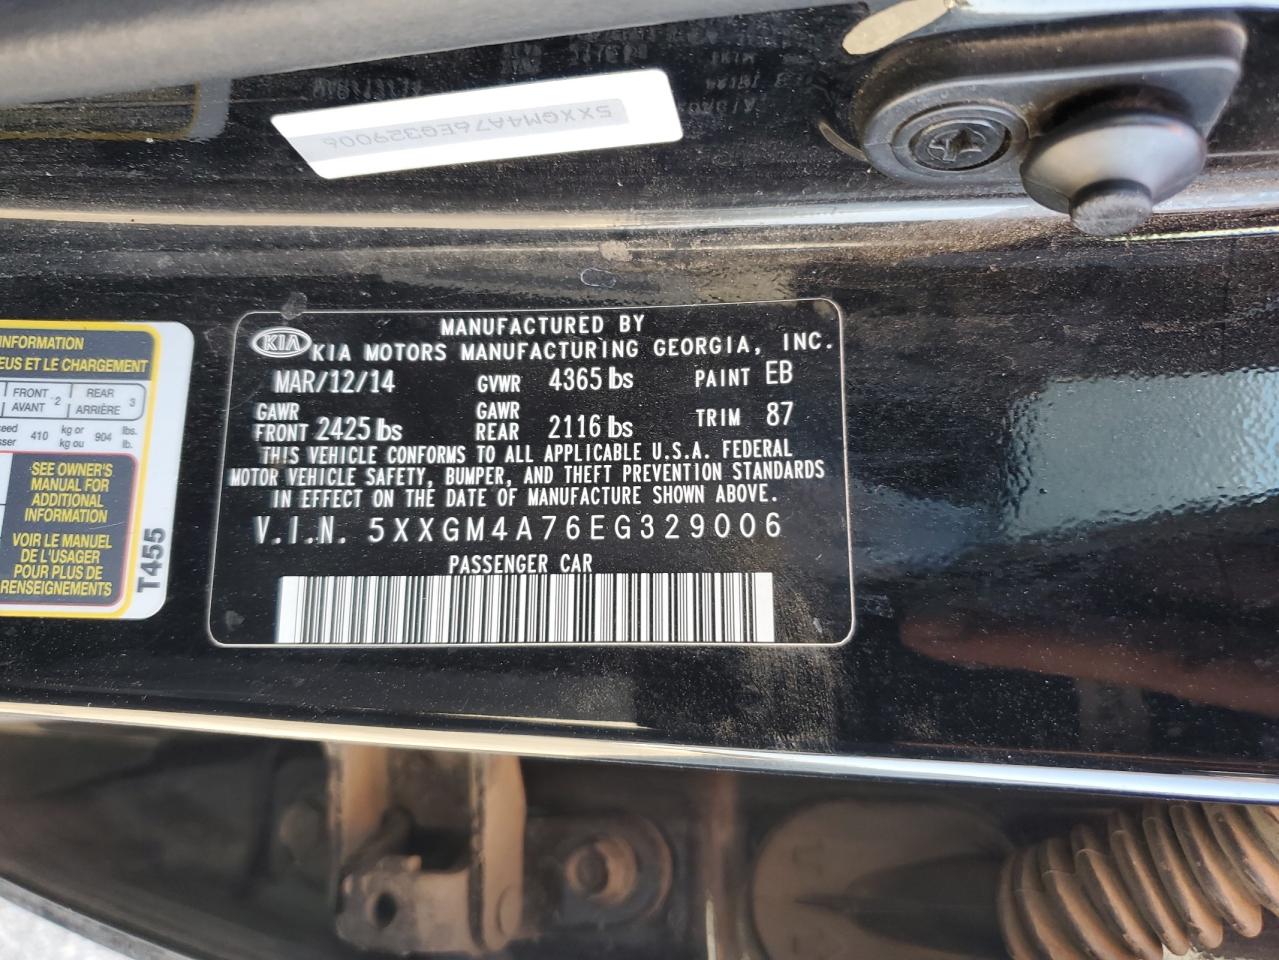 5XXGM4A76EG329006
MANUFACTURED BY
KIA KIA MOTORS MANUFACTURING GEORGIA, INC.
MAR/12/14 GVWR 4365 lbs PAINT EB
GAWR FRONT 2425 lbs GAWR REAR 2116 lbs TRIM 87
THIS VEHICLE CONFORMS TO ALL APPLICABLE U.S.A. FEDERAL
MOTOR VEHICLE SAFETY, BUMPER, AND THEFT PREVENTION STANDARDS
IN EFFECT ON THE DATE OF MANUFACTURE SHOWN ABOVE.
V.I.N. 5XXGM4A76EG329006
PASSENGER CAR
INFORMATION
ET LE CHARGEMENT
FRONT 2 REAR 3
AVANT ARRIÈRE
410 kg or 904 lbs.
kg ou lb.
SEE OWNER'S
MANUAL FOR
ADDITIONAL
INFORMATION
VOIR LE MANUEL
DE L'USAGER
POUR PLUS DE
RENSEIGNEMENTS
T455